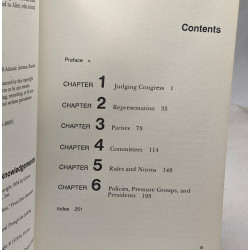 Contents
Preface v
CHAPTER 1 Judging Congress 1
CHAPTER 2 Representation 35
CHAPTER 3 Parties 78
CHAPTER 4 Committees 114
CHAPTER 5 Rules and Norms 148
CHAPTER 6 Policies, Pressure Groups, and
Presidents 193
Index 251